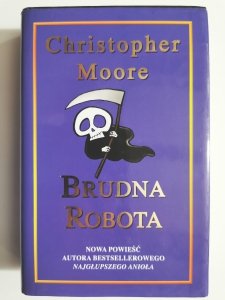 Christopher
Moore
BRUDNA
ROBOTA
NOWA POWIEŚĆ
AUTORA BESTSELLEROWEGO
NAJGŁUPSZEGO ANIOŁA